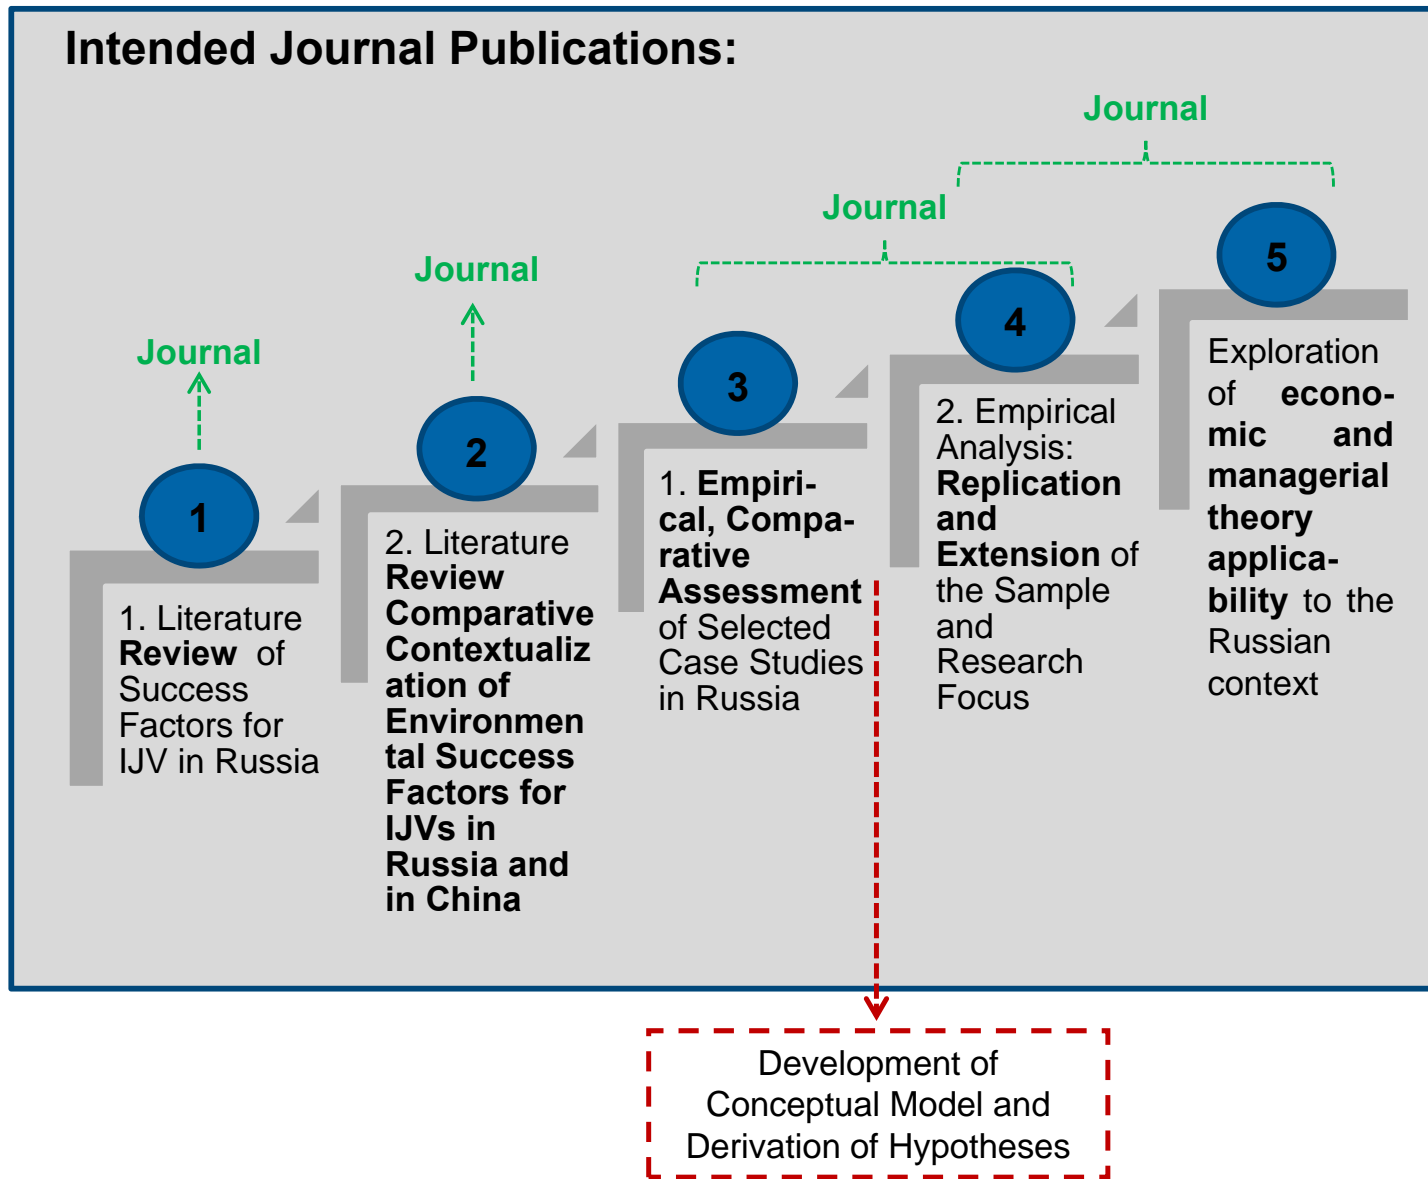 Intended Journal Publications:
Journal
1
1. Literature
Review of
Success
Factors for
IJV in Russia
Journal
2
2. Literature
Review
Comparative
Contextualiz
ation of
Environmen
tal Success
Factors for
IJVs in
Russia and
in China
Journal
3
1. Empiri-
cal, Compa-
rative
Assessment
of Selected
Case Studies
in Russia
Journal
4
2. Empirical
Analysis:
Replication
and
Extension of
the Sample
and
Research
Focus
5
Exploration
of econo-
mic and
managerial
theory
applica-
bility to the
Russian
context
Development of
Conceptual Model and
Derivation of Hypotheses